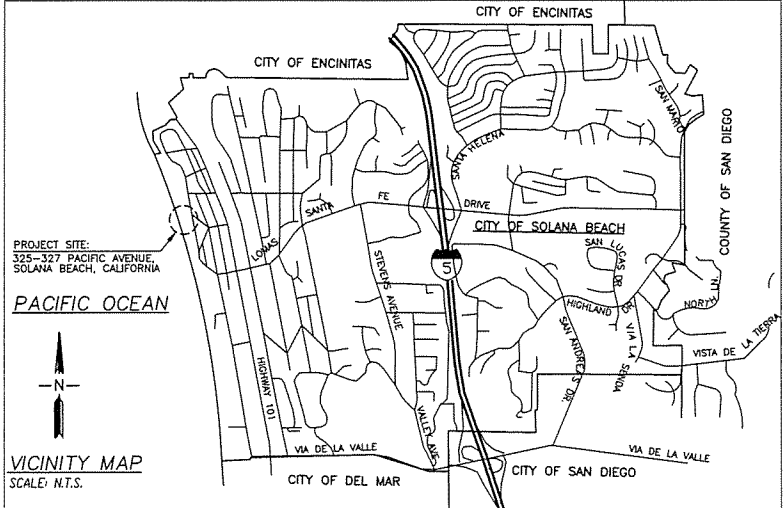 CITY OF ENCINITAS
CITY OF ENCINITAS
SAN MARIO
COUNTY OF SAN DIEGO
SANTA HELENA
LOMAS SANTA FE DRIVE
CITY OF SOLANA BEACH
PROJECT SITE:
325-327 PACIFIC AVENUE,
SOLANA BEACH, CALIFORNIA
PACIFIC OCEAN
STEVENS AVENUE
5
SAN LUCAS DR
HIGHLAND DR
NORTH LN
VIA LA SENDA
VISTA DE LA TIERRA
SAN ANDREAS DR.
N
HIGHWAY 101
VALLEY AVE
VIA DE LA VALLE
VIA DE LA VALLE
VICINITY MAP
SCALE: N.T.S.
CITY OF DEL MAR
CITY OF SAN DIEGO